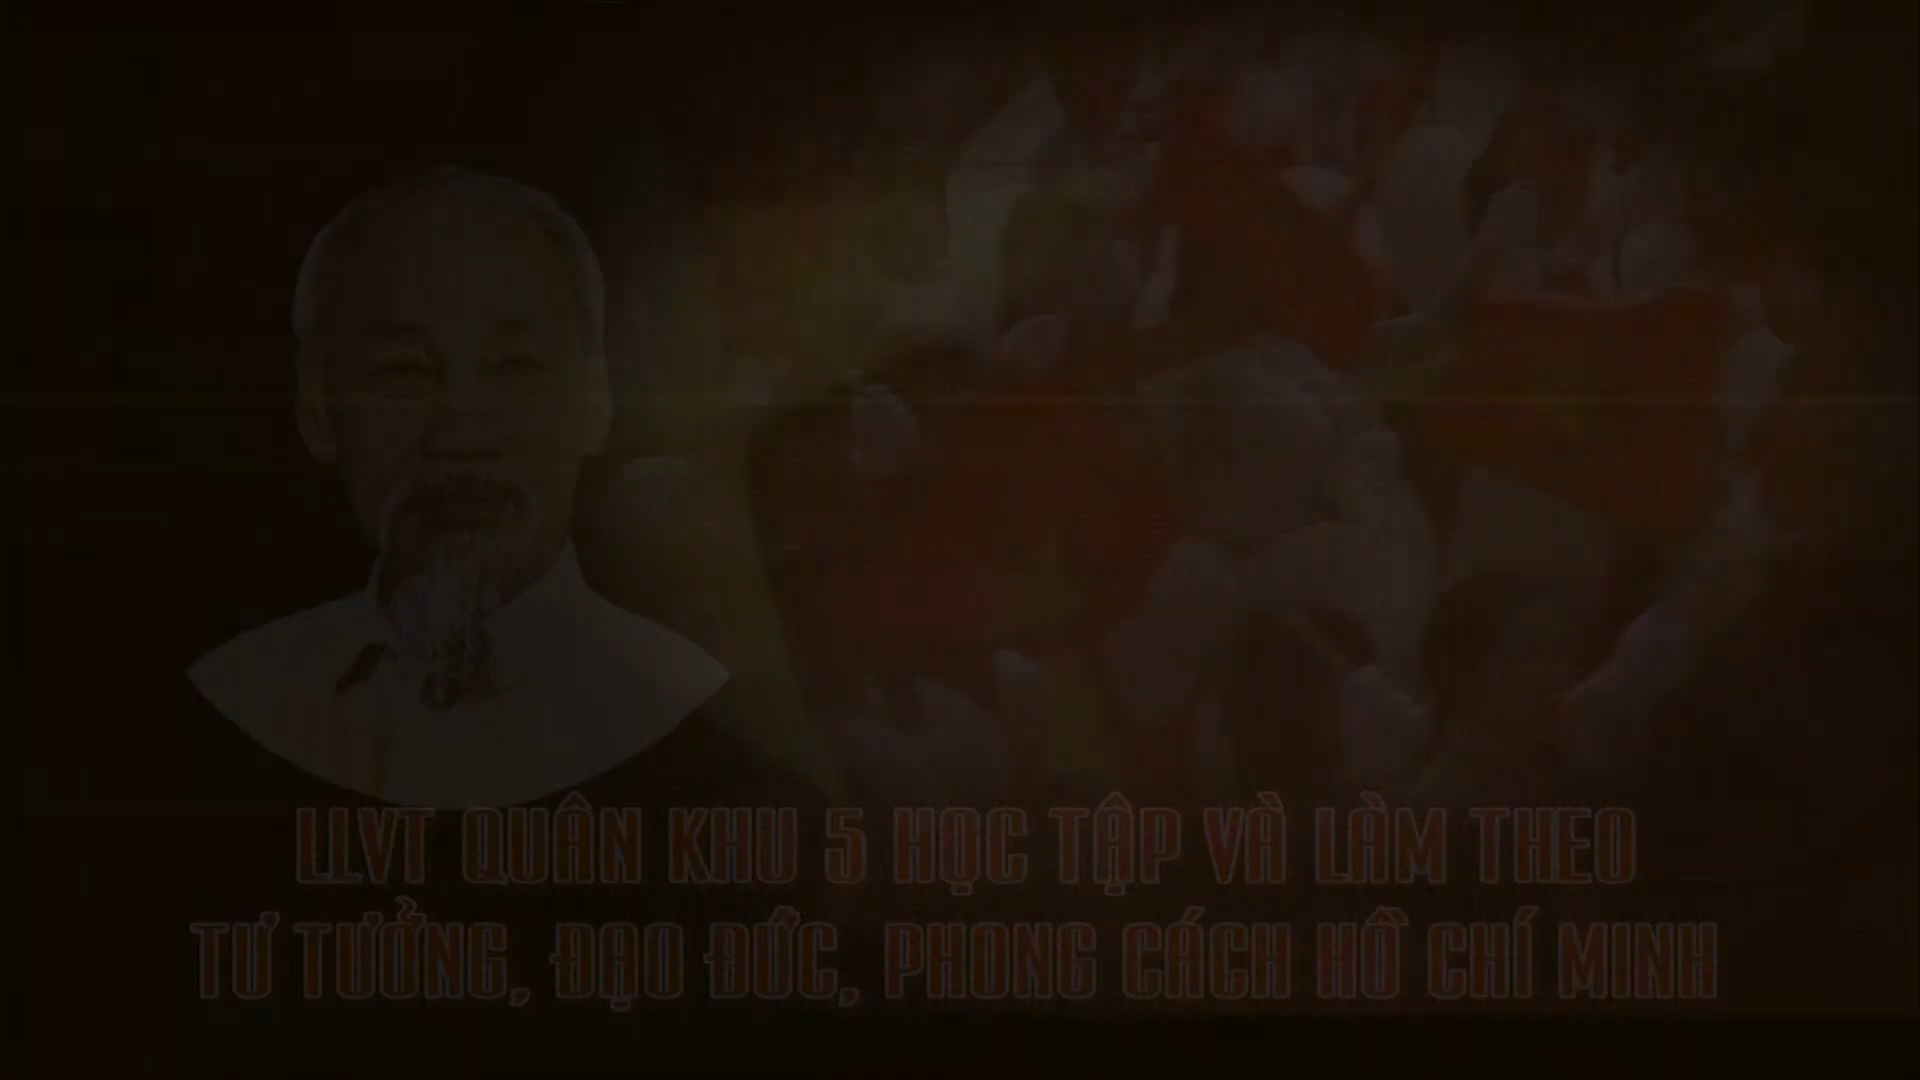 LLVT QUÂN KHU 5 HỌC TẬP VÀ LÀM THEO
TƯ TƯỞNG, ĐẠO ĐỨC, PHONG CÁCH HỒ CHÍ MINH